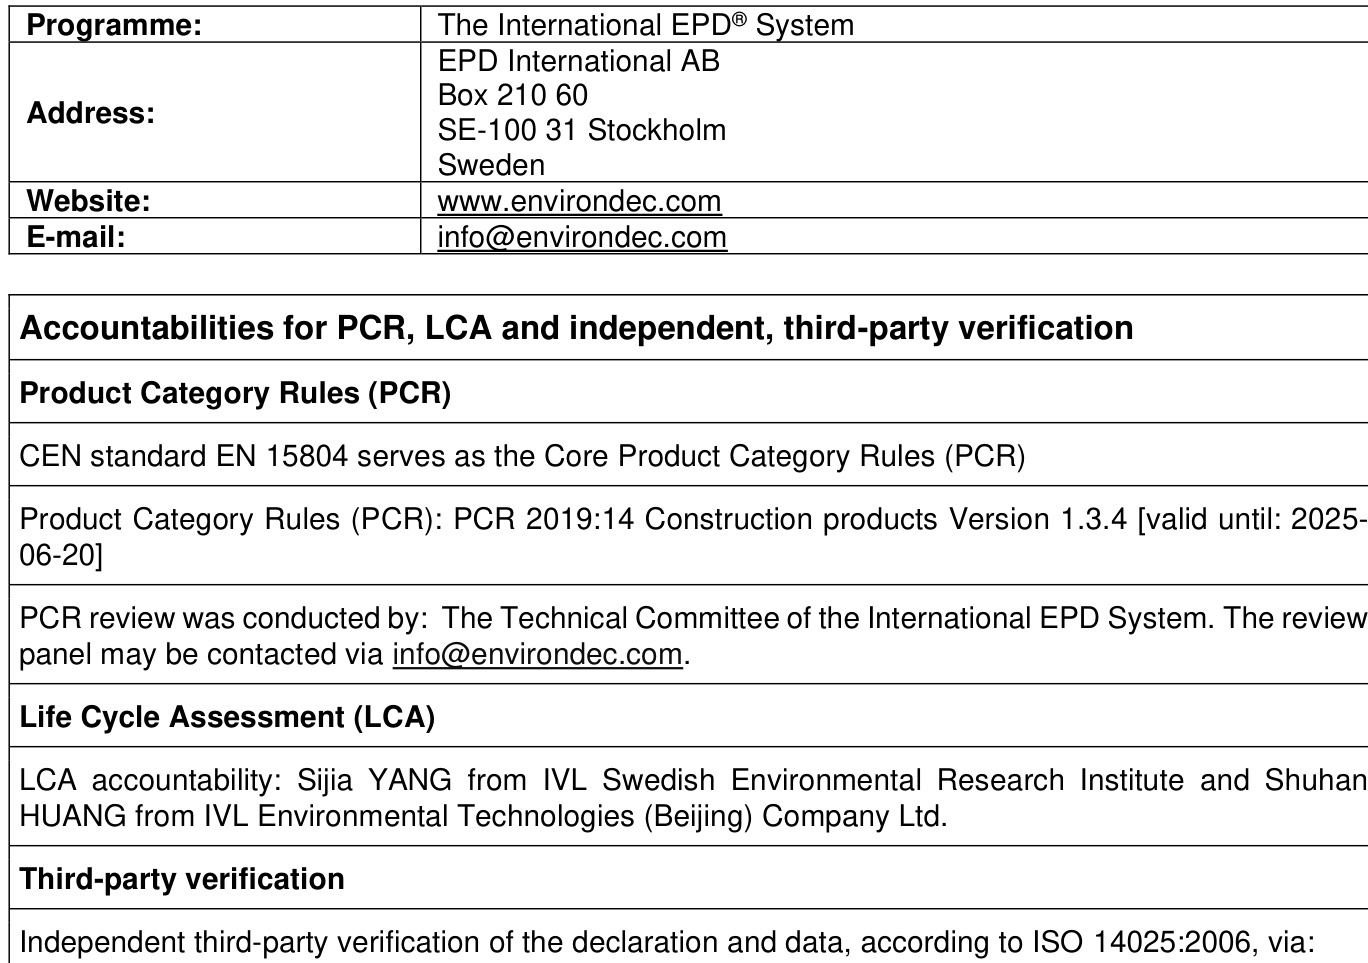 Programme: The International EPD® System
Address:
EPD International AB
Box 210 60
SE-100 31 Stockholm
Sweden
Website: www.environdec.com
E-mail: info@environdec.com
Accountabilities for PCR, LCA and independent, third-party verification
Product Category Rules (PCR)
CEN standard EN 15804 serves as the Core Product Category Rules (PCR)
Product Category Rules (PCR): PCR 2019:14 Construction products Version 1.3.4 [valid until: 2025-
06-20]
PCR review was conducted by:  The Technical Committee of the International EPD System. The review
panel may be contacted via info@environdec.com.
Life Cycle Assessment (LCA)
LCA accountability: Sijia YANG from IVL Swedish Environmental Research Institute and Shuhan
HUANG from IVL Environmental Technologies (Beijing) Company Ltd.
Third-party verification
Independent third-party verification of the declaration and data, according to ISO 14025:2006, via: